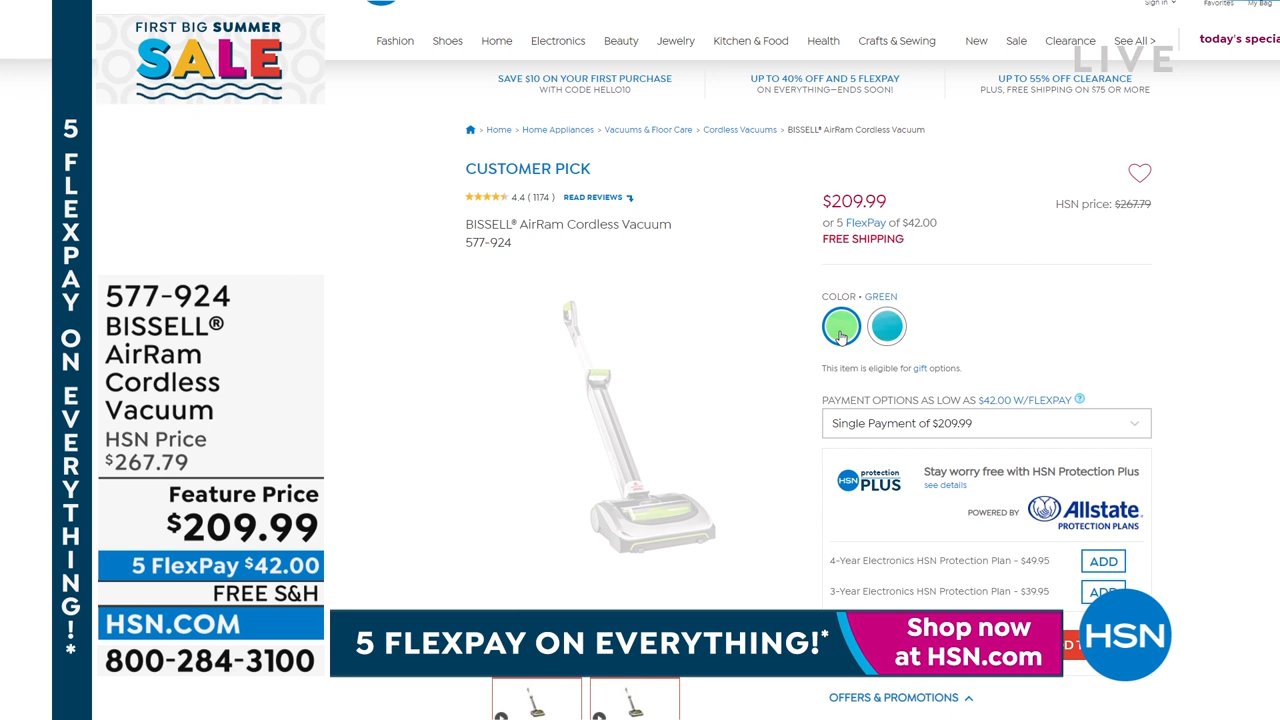 FIRST BIG SUMMER
SALE
5 FLEXPAY ON EVERYTHING!*
577-924
BISSELL®
AirRam
Cordless
Vacuum
HSN Price
$267.79
Feature Price
$209.99
5 FlexPay $42.00
FREE S&H
HSN.COM
800-284-3100
Sign in
Favorites
My Bag
Fashion
Shoes
Home
Electronics
Beauty
Jewelry
Kitchen & Food
Health
Crafts & Sewing
New
Sale
Clearance
See All >
today's specia
LIVE
SAVE $10 ON YOUR FIRST PURCHASE
WITH CODE HELLO10
UP TO 40% OFF AND 5 FLEXPAY
ON EVERYTHING—ENDS SOON!
UP TO 55% OFF CLEARANCE
PLUS, FREE SHIPPING ON $75 OR MORE
> Home > Home Appliances > Vacuums & Floor Care > Cordless Vacuums > BISSELL® AirRam Cordless Vacuum
CUSTOMER PICK
4.4 ( 1174 ) READ REVIEWS
BISSELL® AirRam Cordless Vacuum
577-924
$209.99
HSN price: $267.79
or 5 FlexPay of $42.00
FREE SHIPPING
COLOR • GREEN
This item is eligible for gift options.
PAYMENT OPTIONS AS LOW AS $42.00 W/FLEXPAY ?
Single Payment of $209.99
HSN protection PLUS
Stay worry free with HSN Protection Plus
see details
POWERED BY Allstate.
PROTECTION PLANS
4-Year Electronics HSN Protection Plan - $49.95 ADD
3-Year Electronics HSN Protection Plan - $39.95 ADD
5 FLEXPAY ON EVERYTHING!*
Shop now
at HSN.com
HSN
OFFERS & PROMOTIONS